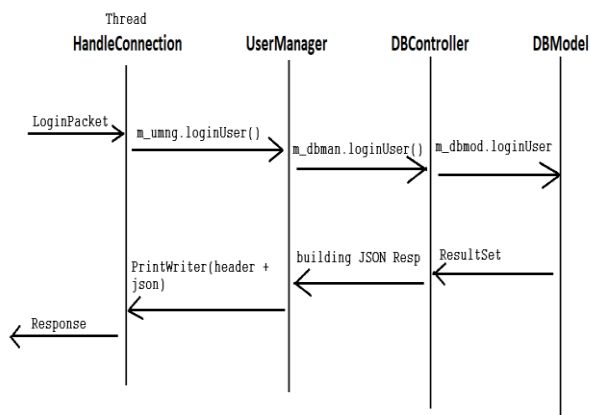 Thread
HandleConnection UserManager DBController DBModel
LoginPacket
m_umng.loginUser()
m_dbman.loginUser()
m_dbmod.loginUser
ResultSet
building JSON Resp
PrintWriter(header +
json)
Response